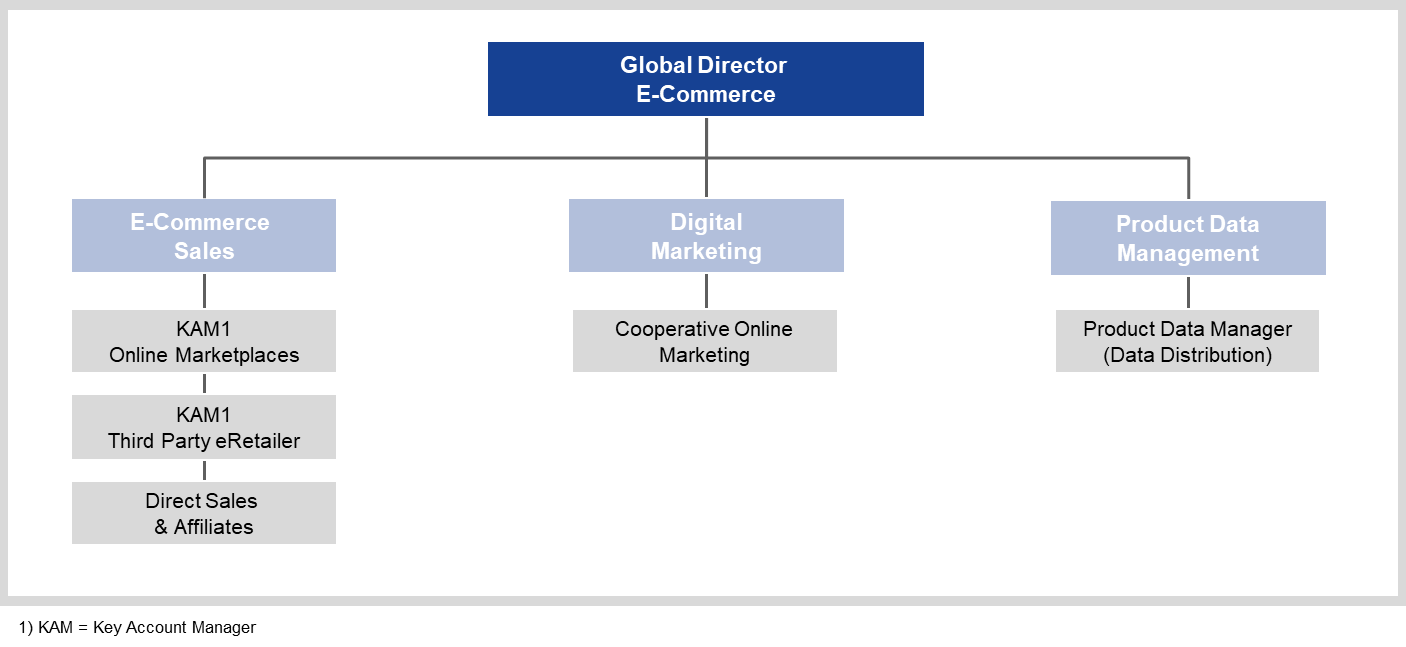 Global Director
E-Commerce
E-Commerce
Sales
Digital
Marketing
Product Data
Management
KAM1
Online Marketplaces
Cooperative Online
Marketing
Product Data Manager
(Data Distribution)
KAM1
Third Party eRetailer
Direct Sales
& Affiliates
1) KAM = Key Account Manager